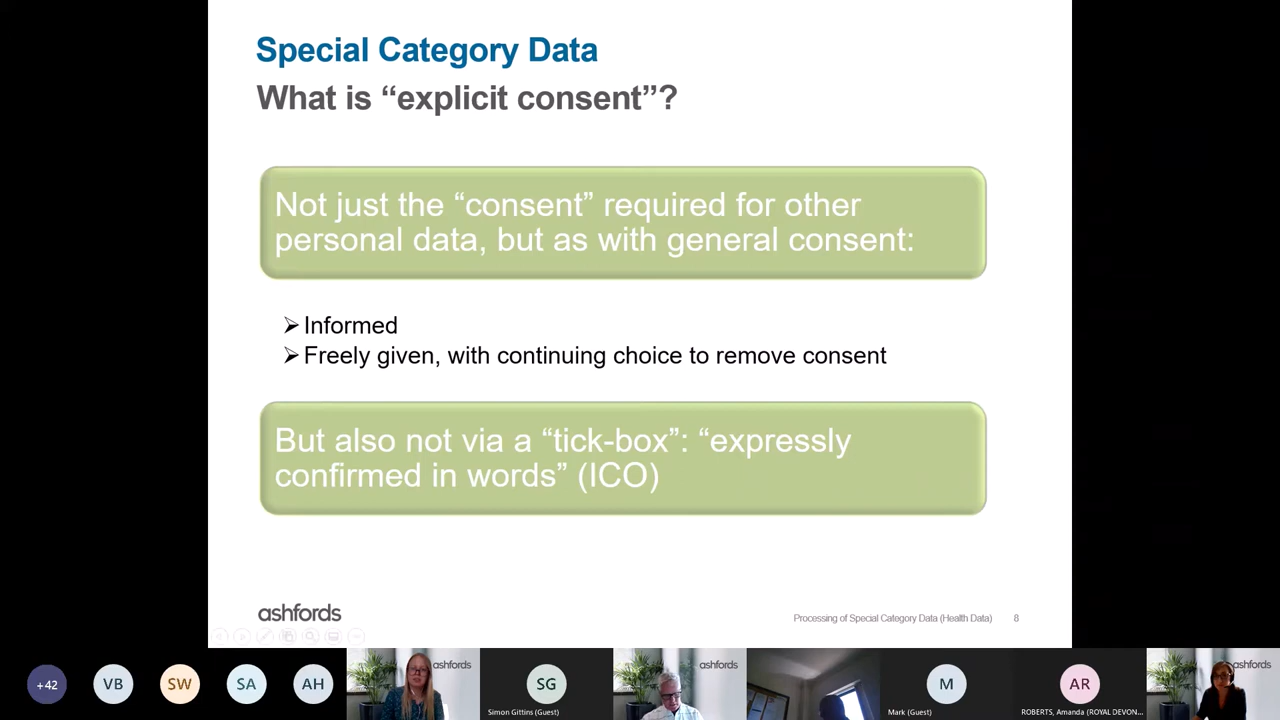 Special Category Data
What is “explicit consent”?
Not just the “consent” required for other
personal data, but as with general consent:
Informed
Freely given, with continuing choice to remove consent
But also not via a “tick-box”: “expressly
confirmed in words” (ICO)
ashfords
Processing of Special Category Data (Health Data) 8
+42 VB SW SA AH ashfords SG ashfords M AR ashfords
Simon Gittins (Guest) Mark (Guest) ROBERTS, Amanda (ROYAL DEVON...